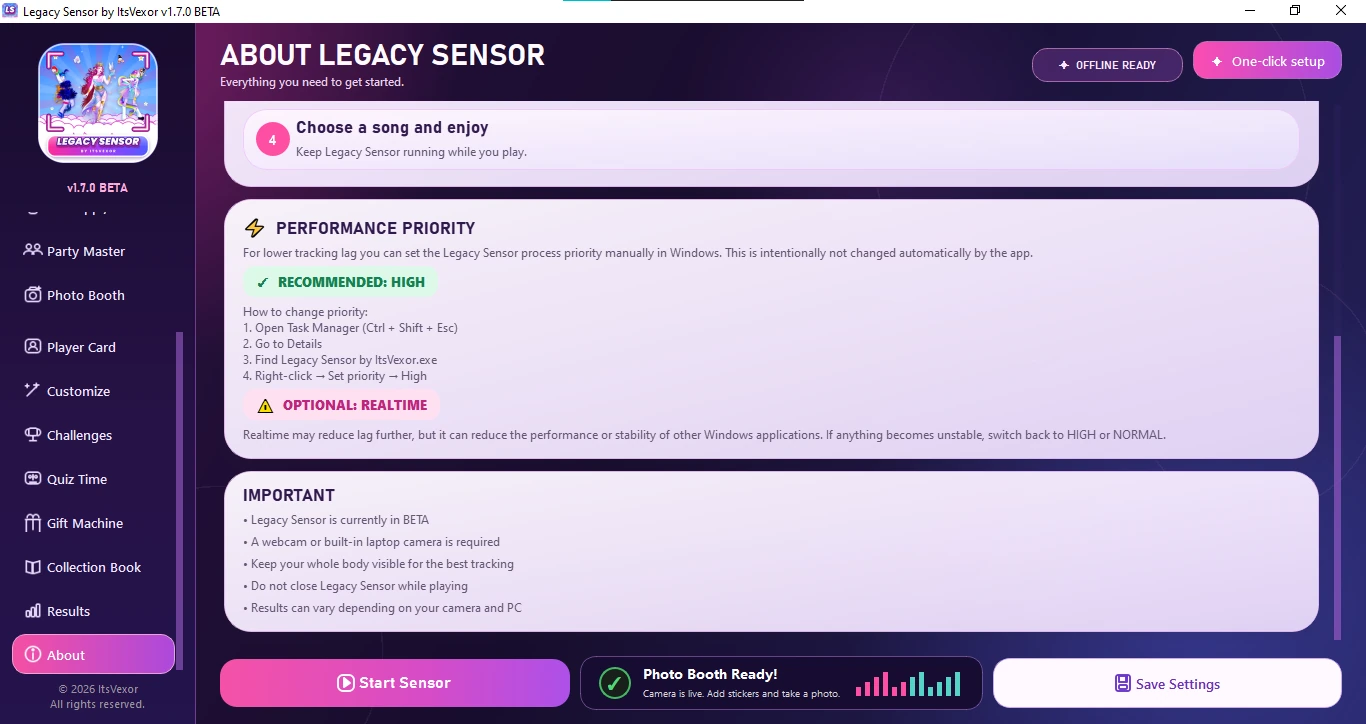 Legacy Sensor by ItsVexor v1.7.0 BETA
LEGACY SENSOR
BY ITSVEXOR
v1.7.0 BETA
Party Master
Photo Booth
Player Card
Customize
Challenges
Quiz Time
Gift Machine
Collection Book
Results
About
© 2026 ItsVexor
All rights reserved.
ABOUT LEGACY SENSOR
Everything you need to get started.
OFFLINE READY
One-click setup
4
Choose a song and enjoy
Keep Legacy Sensor running while you play.
PERFORMANCE PRIORITY
For lower tracking lag you can set the Legacy Sensor process priority manually in Windows. This is intentionally not changed automatically by the app.
✓ RECOMMENDED: HIGH
How to change priority:
1. Open Task Manager (Ctrl + Shift + Esc)
2. Go to Details
3. Find Legacy Sensor by ItsVexor.exe
4. Right-click → Set priority → High
OPTIONAL: REALTIME
Realtime may reduce lag further, but it can reduce the performance or stability of other Windows applications. If anything becomes unstable, switch back to HIGH or NORMAL.
IMPORTANT
• Legacy Sensor is currently in BETA
• A webcam or built-in laptop camera is required
• Keep your whole body visible for the best tracking
• Do not close Legacy Sensor while playing
• Results can vary depending on your camera and PC
Start Sensor
Photo Booth Ready!
Camera is live. Add stickers and take a photo.
Save Settings